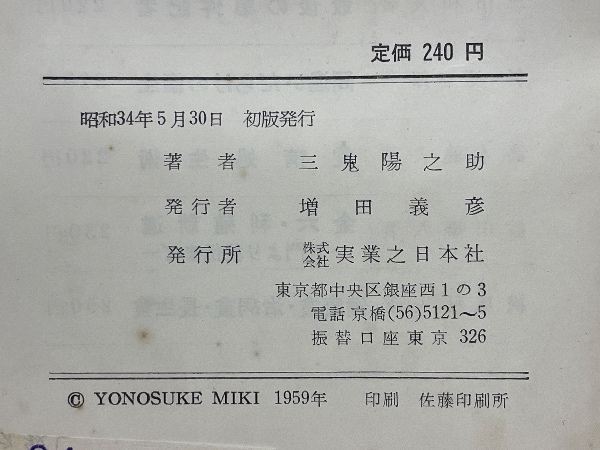 定価 240 円
昭和34年5月30日 初版発行
著者 三鬼陽之助
発行者 増田義彦
発行所 株式会社 実業之日本社
東京都中央区銀座西1の3
電話 京橋(56)5121~5
振替口座東京 326
© YONOSUKE MIKI 1959年 印刷 佐藤印刷所